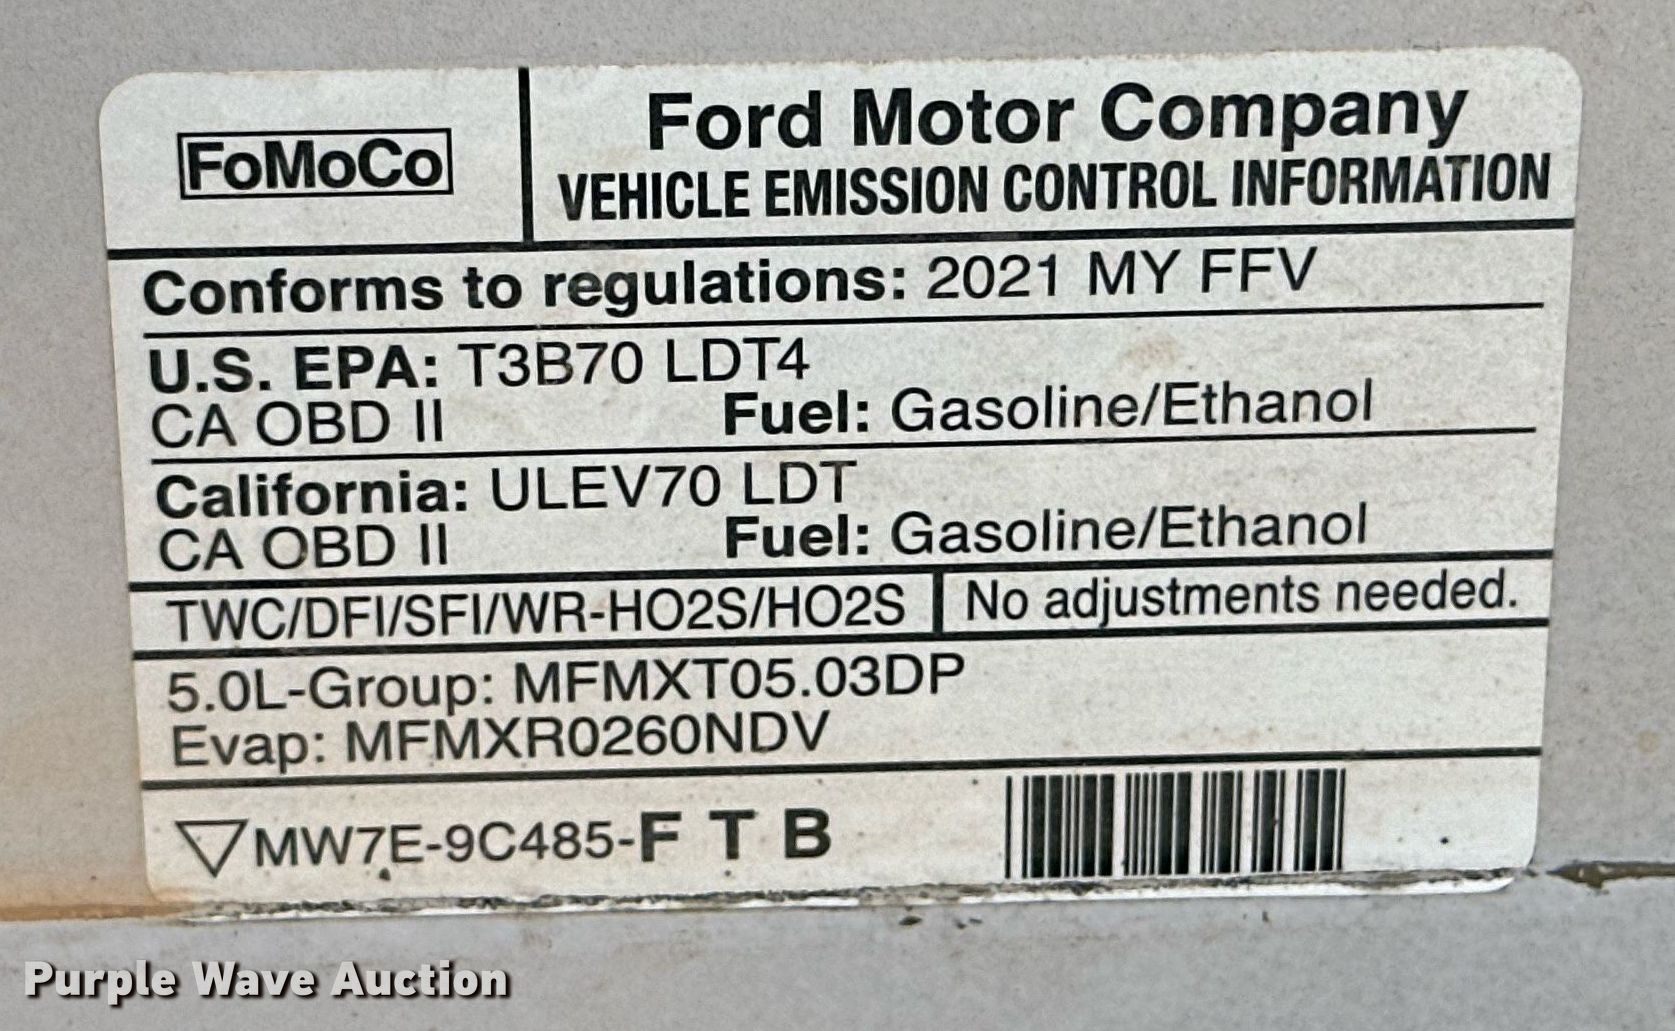 FoMoCo
Ford Motor Company
VEHICLE EMISSION CONTROL INFORMATION
Conforms to regulations: 2021 MY FFV
U.S. EPA: T3B70 LDT4
CA OBD II Fuel: Gasoline/Ethanol
California: ULEV70 LDT
CA OBD II Fuel: Gasoline/Ethanol
TWC/DFI/SFI/WR-HO2S/HO2S No adjustments needed.
5.0L-Group: MFMXT05.03DP
Evap: MFMXR0260NDV
MW7E-9C485-F T B
Purple Wave Auction